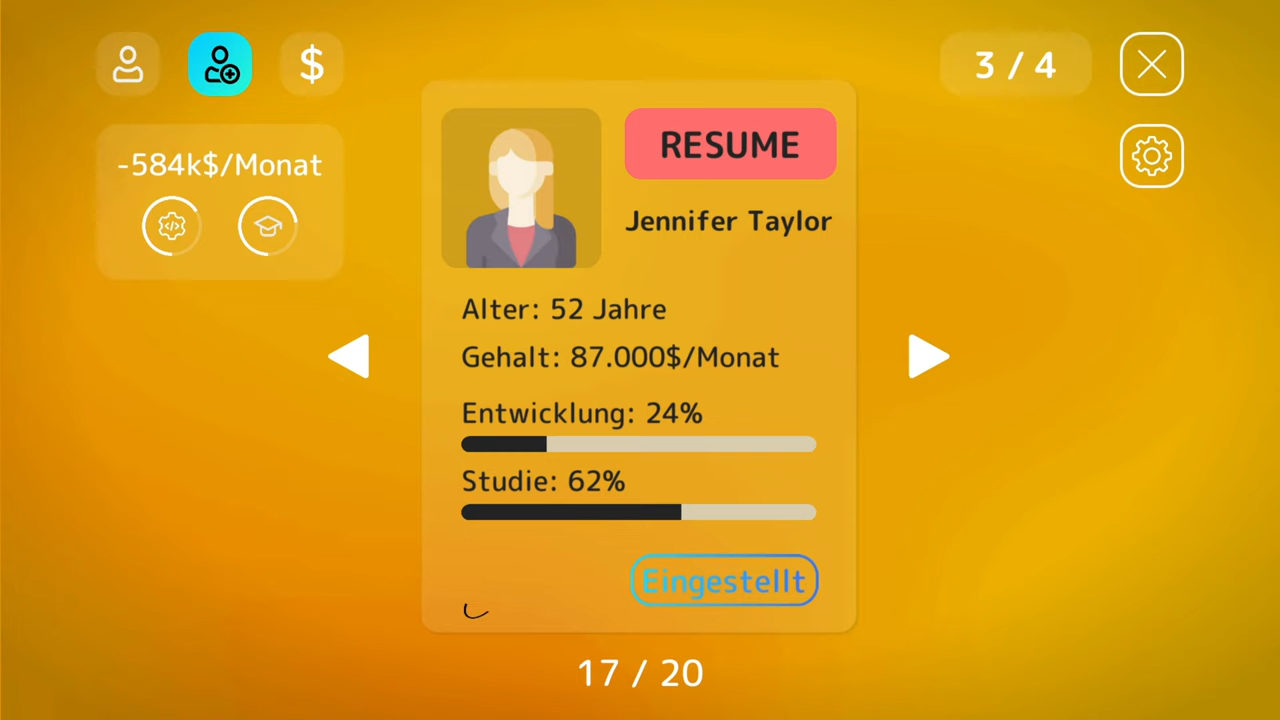 $
3 / 4
-584k$/Monat
RESUME
Jennifer Taylor
Alter: 52 Jahre
Gehalt: 87.000$/Monat
Entwicklung: 24%
Studie: 62%
Eingestellt
17 / 20